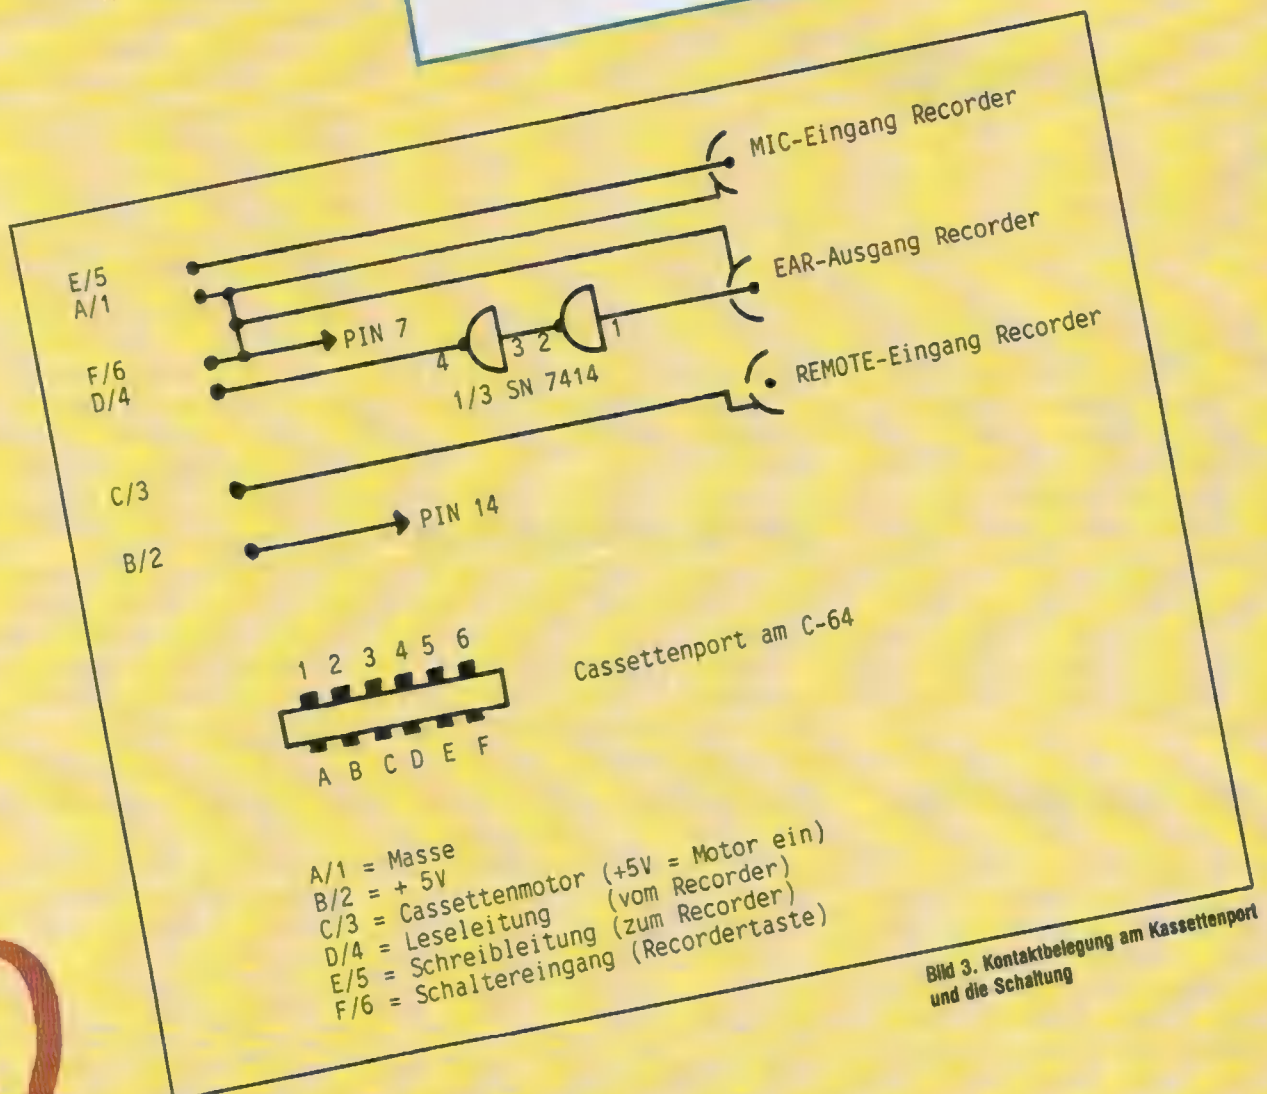 MIC-Eingang Recorder
E/5
A/1
EAR-Ausgang Recorder
PIN 7
F/6
D/4
4
3 2
1
1/3 SN 7414
REMOTE-Eingang Recorder
C/3
PIN 14
B/2
1 2 3 4 5 6
Cassettenport am C-64
A B C D E F
A/1 = Masse
B/2 = + 5V
C/3 = Cassettenmotor (+5V = Motor ein)
D/4 = Leseleitung (vom Recorder)
E/5 = Schreibleitung (zum Recorder)
F/6 = Schaltereingang (Recordertaste)
Bild 3. Kontaktbelegung am Kassettenport
und die Schaltung